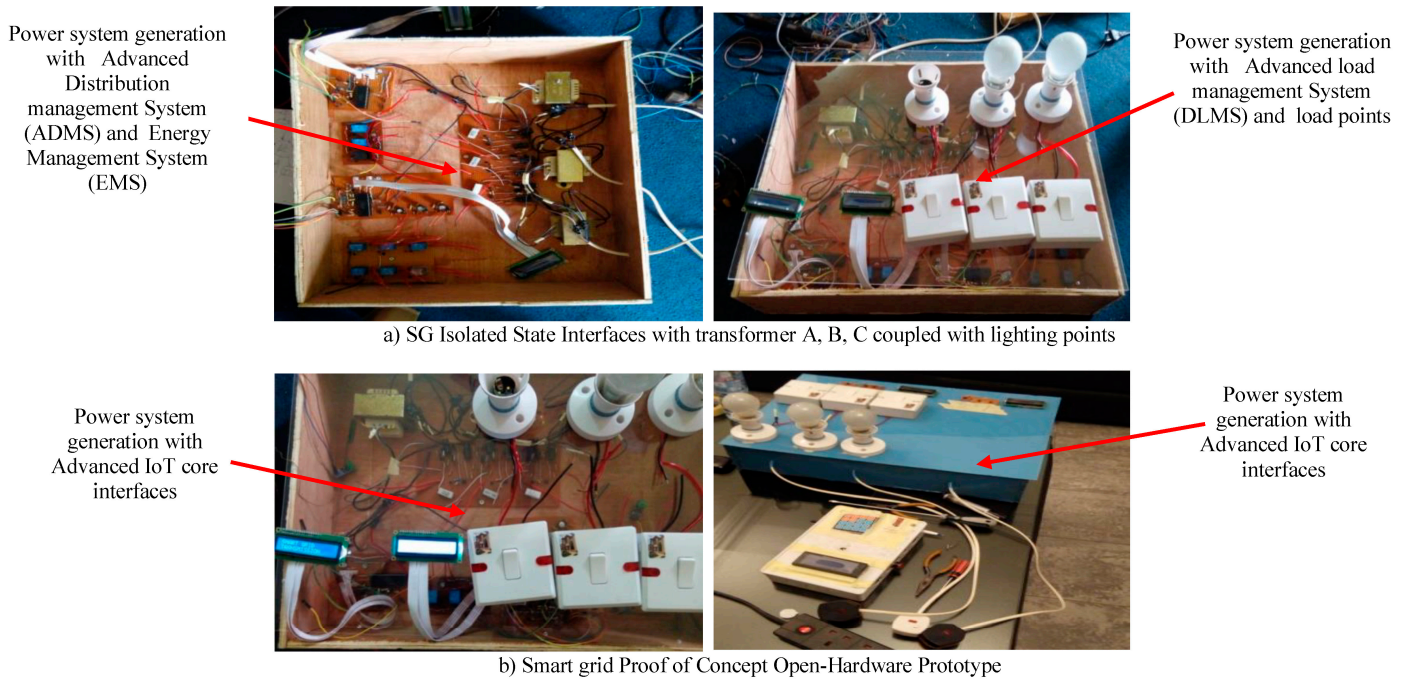 Power system generation
with Advanced
Distribution
management System
(ADMS) and Energy
Management System
(EMS)
Power system generation
with Advanced load
management System
(DLMS) and load points
a) SG Isolated State Interfaces with transformer A, B, C coupled with lighting points
Power system
generation with
Advanced IoT core
interfaces
Power system
generation with
Advanced IoT core
interfaces
b) Smart grid Proof of Concept Open-Hardware Prototype